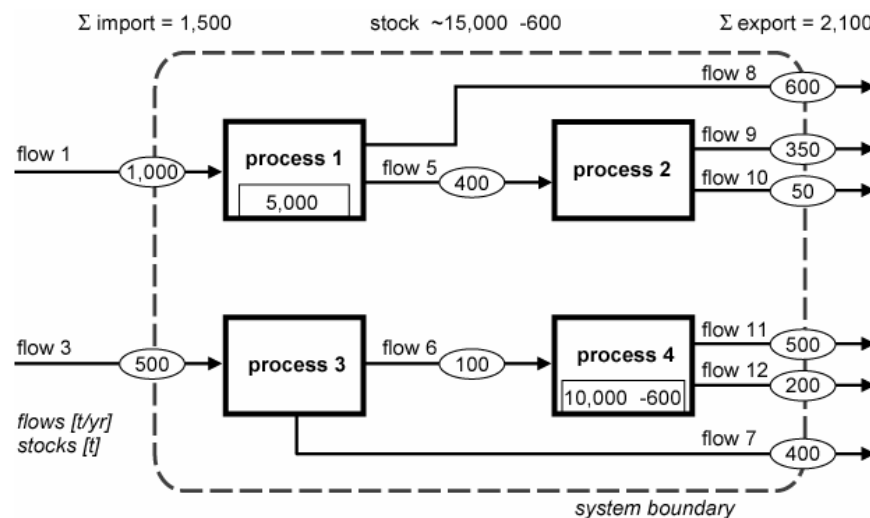 Σ import = 1,500 stock ~15,000 -600 Σ export = 2,100
flow 8
600
flow 1
1,000
process 1
5,000
flow 5
400
process 2
flow 9
350
flow 10
50
flow 3
500
process 3
flow 6
100
process 4
10,000 -600
flow 11
500
flow 12
200
flow 7
400
flows [t/yr]
stocks [t]
system boundary